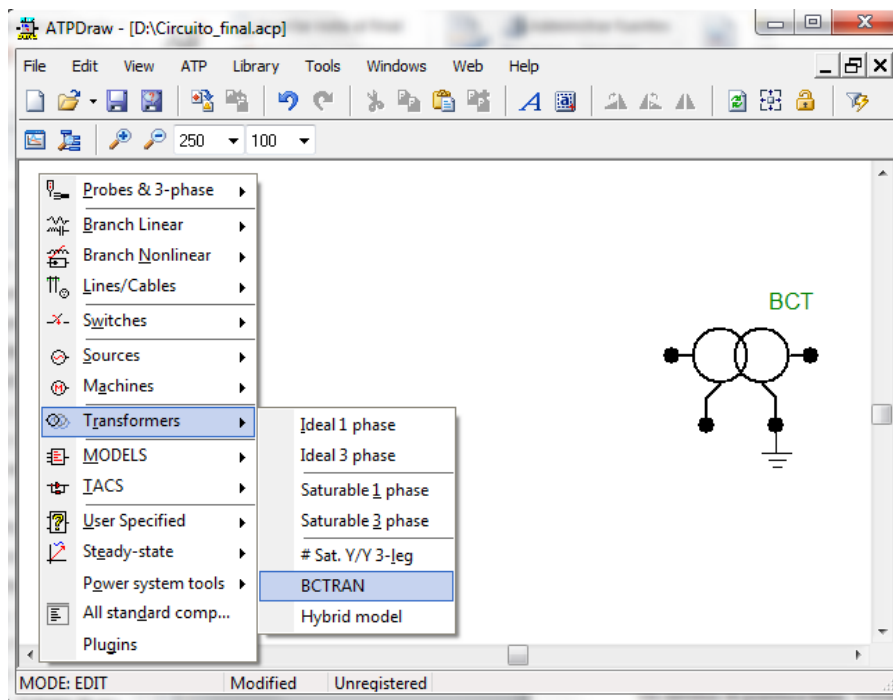 ATPDraw - [D:\Circuito_final.acp]
File Edit View ATP Library Tools Windows Web Help
250 100
Probes & 3-phase
Branch Linear
Branch Nonlinear
Lines/Cables
Switches
Sources
Machines
Transformers
MODELS
TACS
User Specified
Steady-state
Power system tools
All standard comp...
Plugins
Ideal 1 phase
Ideal 3 phase
Saturable 1 phase
Saturable 3 phase
# Sat. Y/Y 3-leg
BCTRAN
Hybrid model
BCT
MODE: EDIT Modified Unregistered